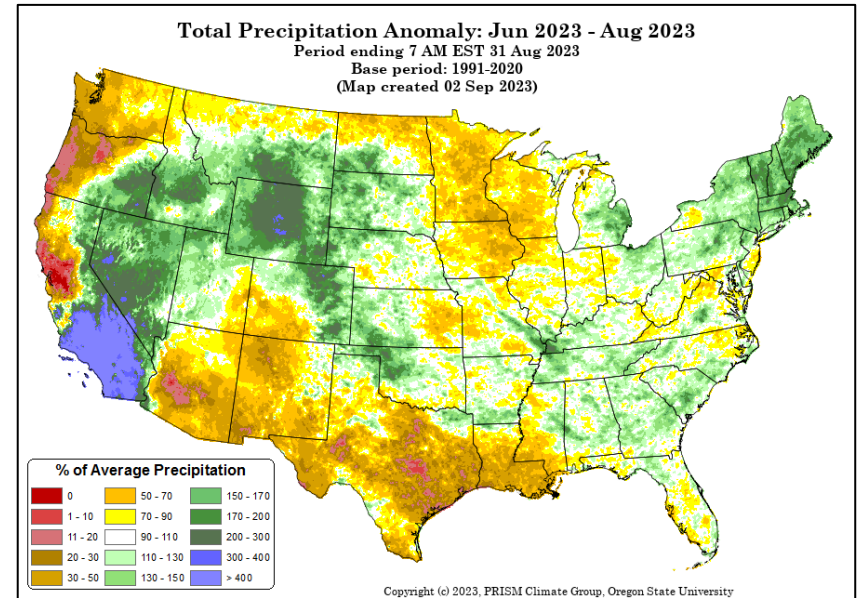 Total Precipitation Anomaly: Jun 2023 - Aug 2023
Period ending 7 AM EST 31 Aug 2023
Base period: 1991-2020
(Map created 02 Sep 2023)
% of Average Precipitation
0 50 - 70 150 - 170
1 - 10 70 - 90 170 - 200
11 - 20 90 - 110 200 - 300
20 - 30 110 - 130 300 - 400
30 - 50 130 - 150 > 400
Copyright (c) 2023, PRISM Climate Group, Oregon State University